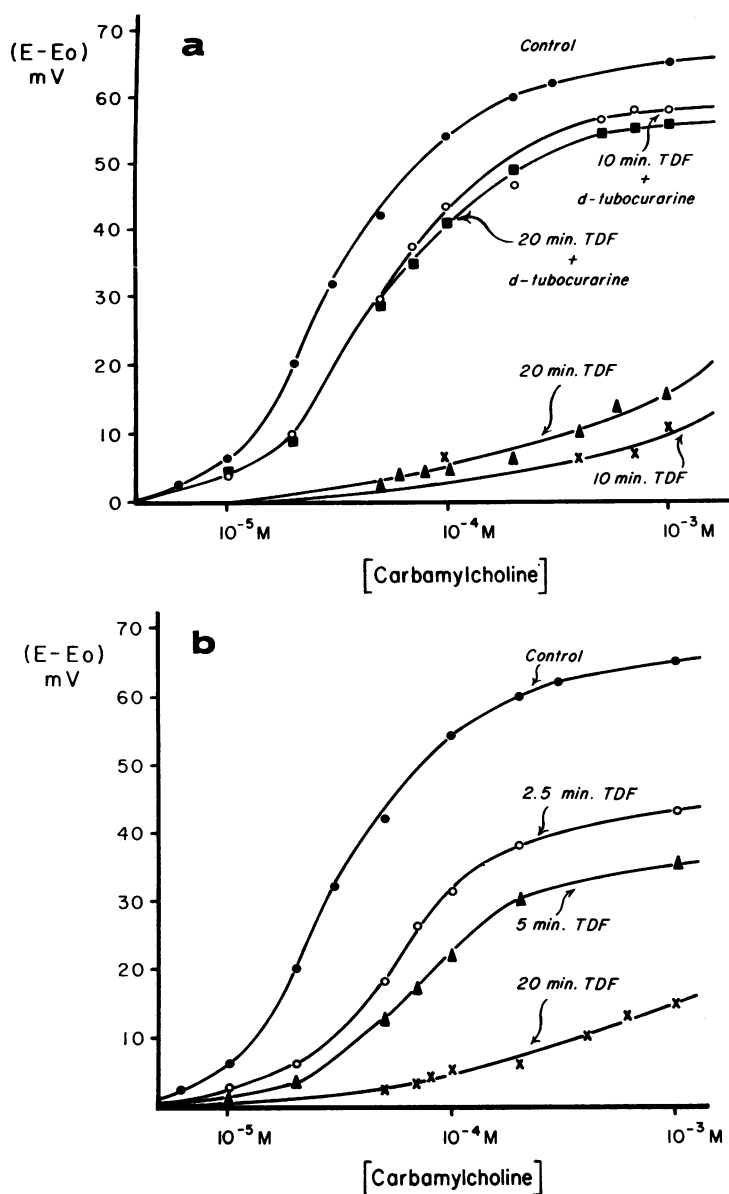 a
(E-Eo)
mV
70
60
50
40
30
20
10
0
Control
10 min. TDF
+
d-tubocurarine
20 min. TDF
+
d-tubocurarine
20 min. TDF
10 min. TDF
10⁻⁵M
10⁻⁴M
10⁻³M
[Carbamylcholine]
b
(E-Eo)
mV
70
60
50
40
30
20
10
Control
2.5 min. TDF
5 min. TDF
20 min. TDF
10⁻⁵M
10⁻⁴M
10⁻³M
[Carbamylcholine]